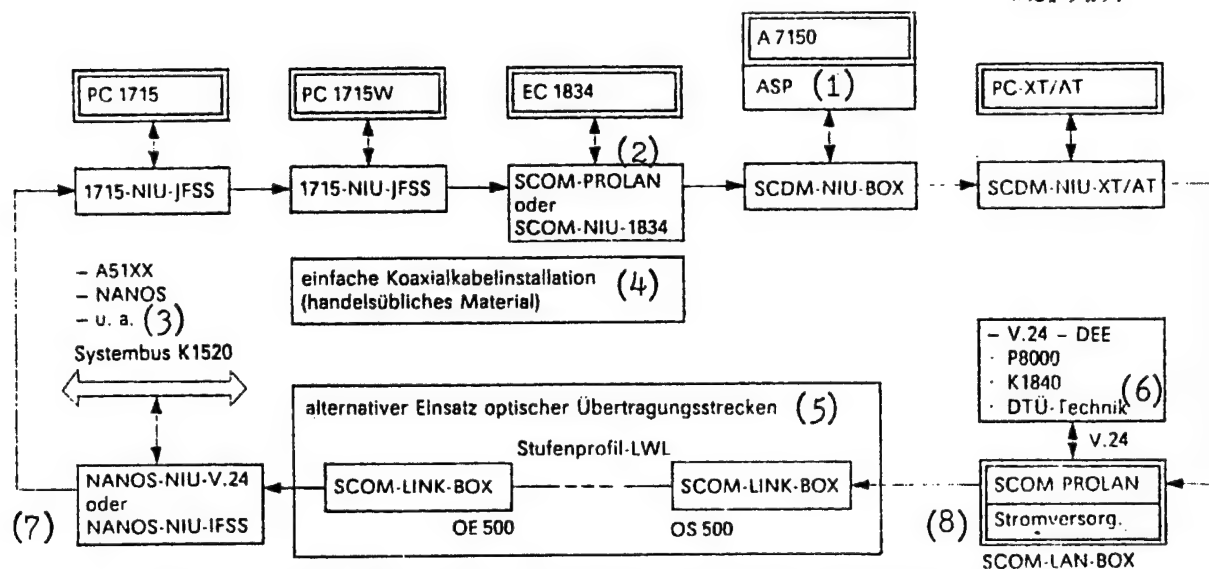 A 7150
ASP (1)
PC 1715
PC 1715W
EC 1834
PC-XT/AT
(2)
1715-NIU-JFSS
1715-NIU-JFSS
SCOM-PROLAN
oder
SCOM-NIU-1834
SCDM-NIU-BOX
SCDM-NIU-XT/AT
– A51XX
– NANOS
– u. a. (3)
Systembus K1520
einfache Koaxialkabelinstallation
(handelsübliches Material) (4)
– V.24 – DEE
· P8000
· K1840
· DTÜ-Technik (6)
V.24
alternativer Einsatz optischer Übertragungsstrecken (5)
Stufenprofil-LWL
SCOM-LINK-BOX
SCOM-LINK-BOX
OE 500
OS 500
(7)
NANOS-NIU-V.24
oder
NANOS-NIU-IFSS
(8)
SCOM PROLAN
Stromversorg.
SCOM-LAN-BOX